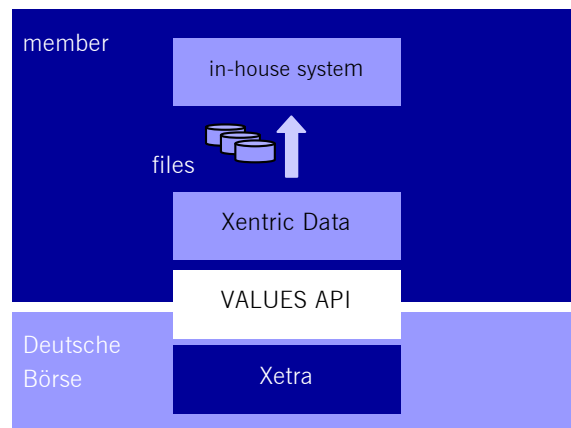 member
in-house system
files
Xentric Data
VALUES API
Deutsche
Börse
Xetra